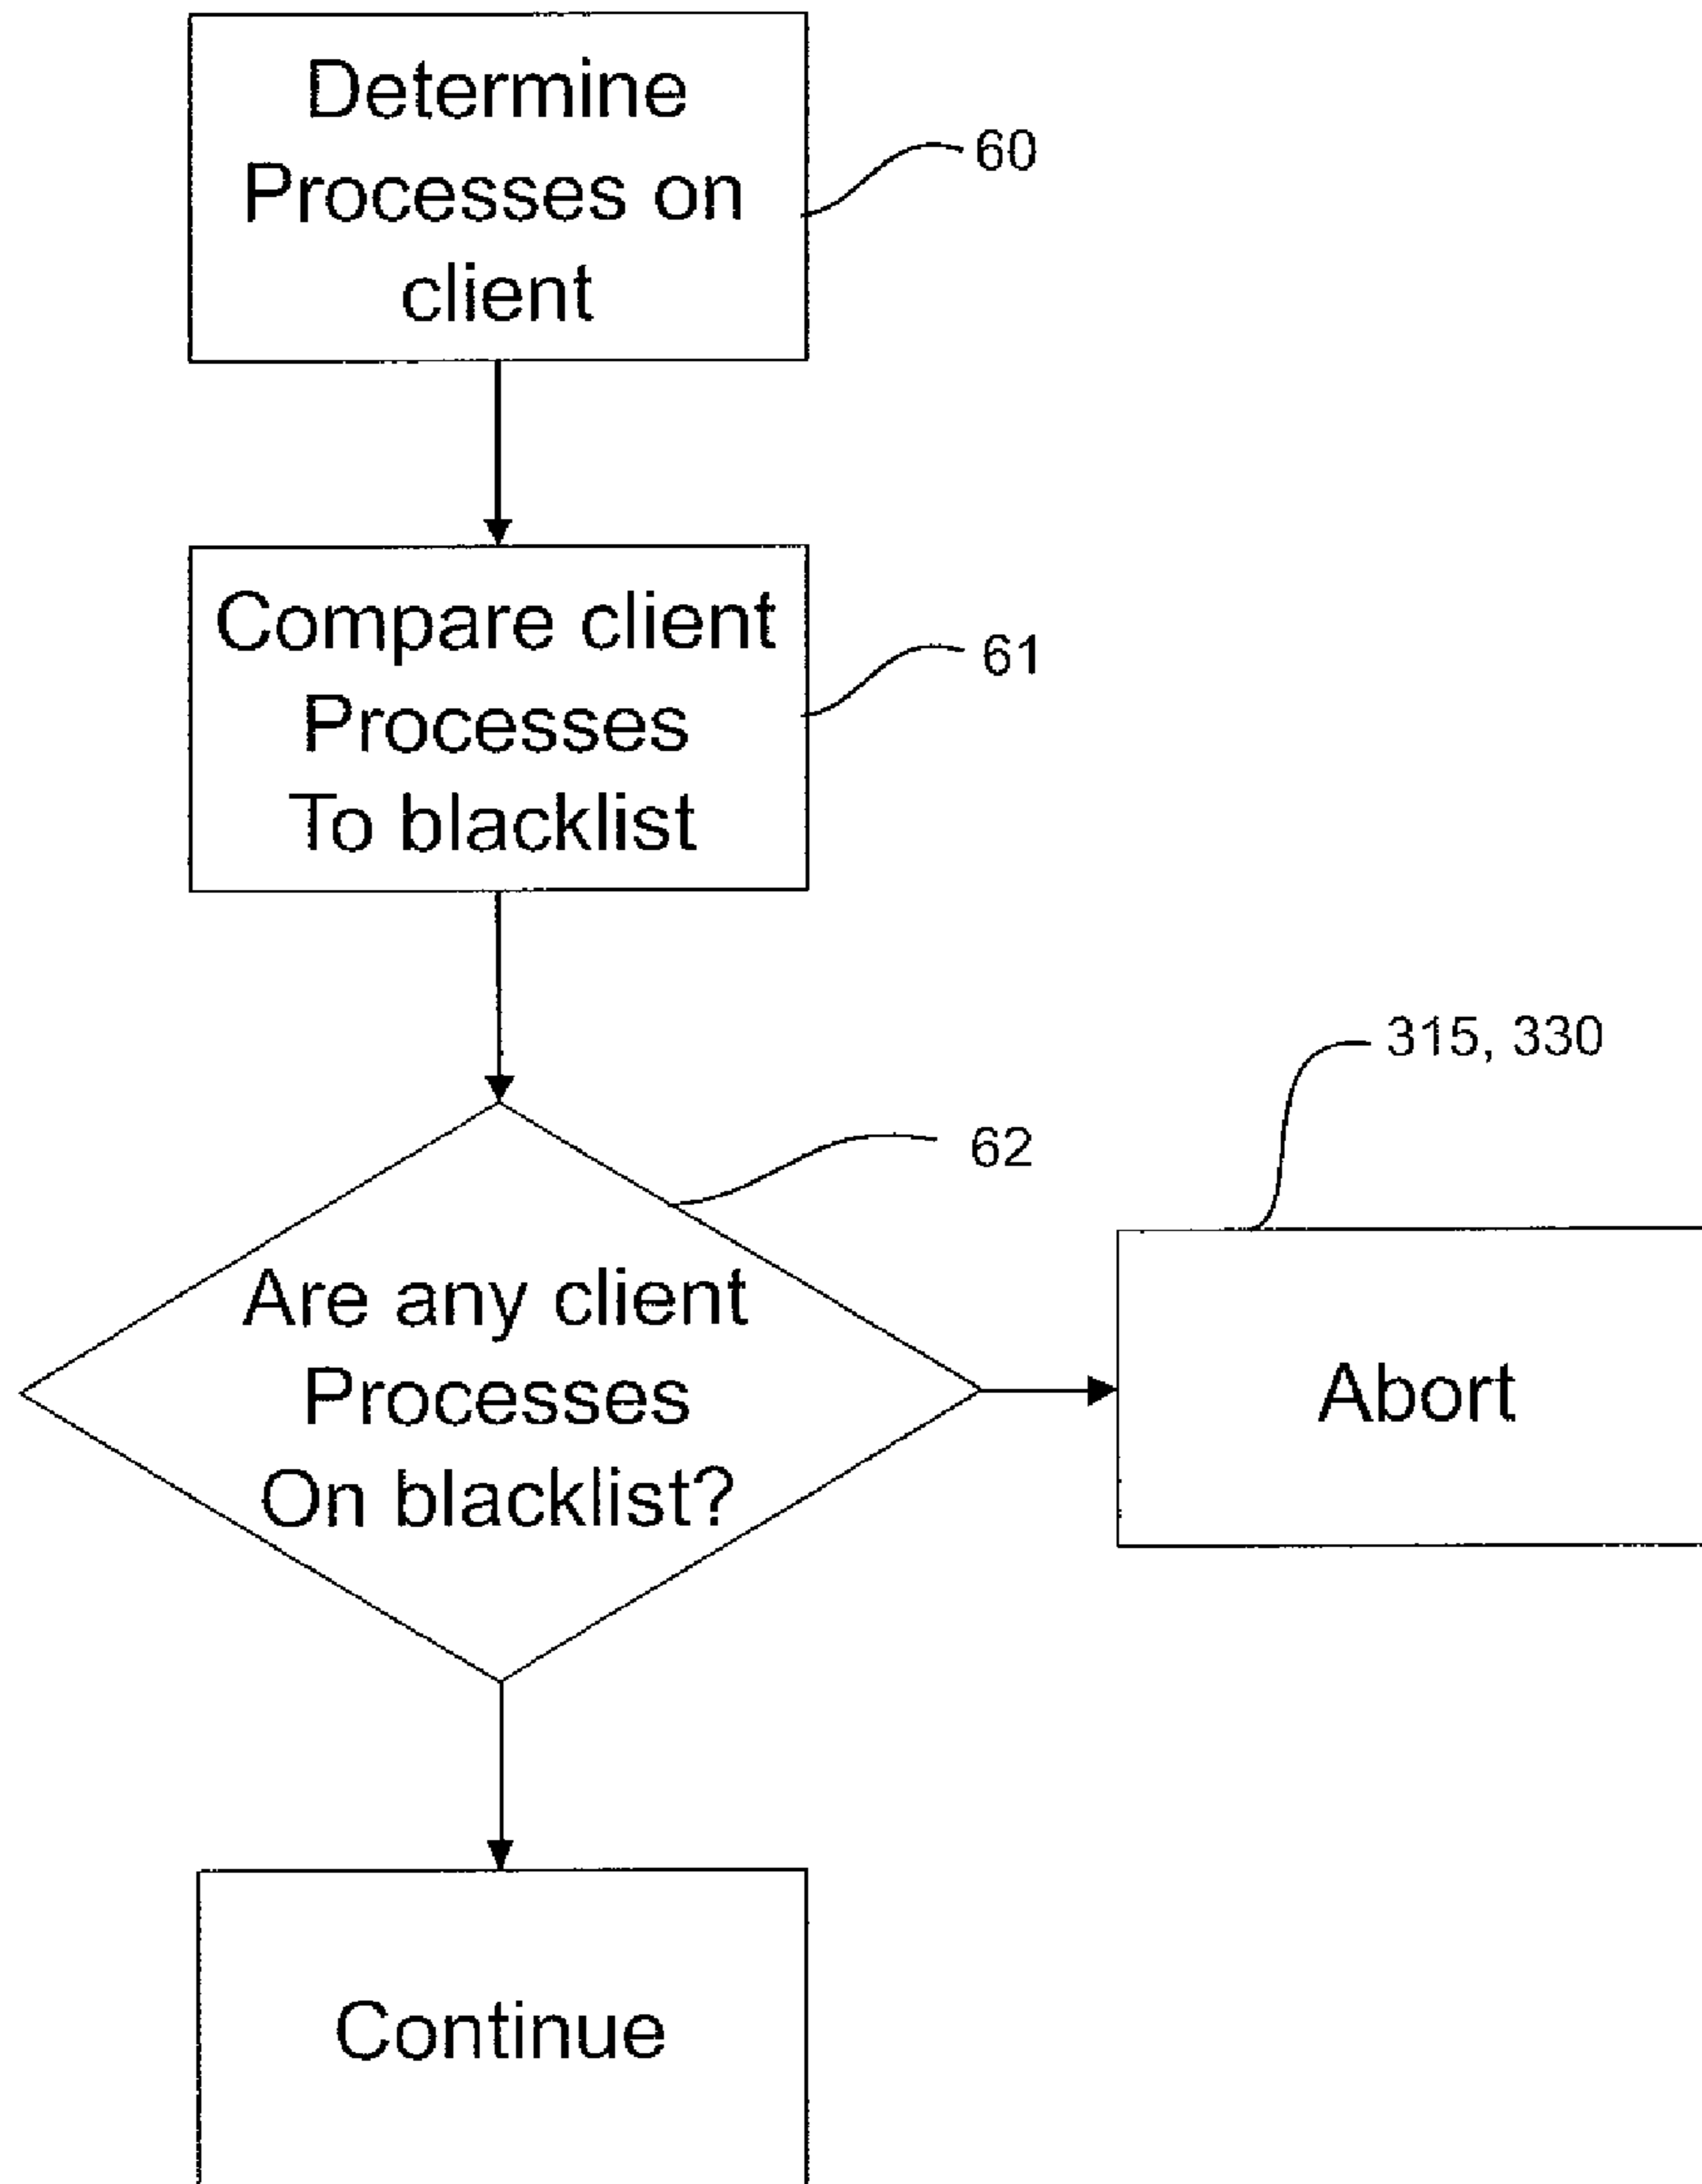 Determine
Processes on
client
60
Compare client
Processes
To blacklist
61
315, 330
62
Are any client
Processes
On blacklist?
Abort
Continue